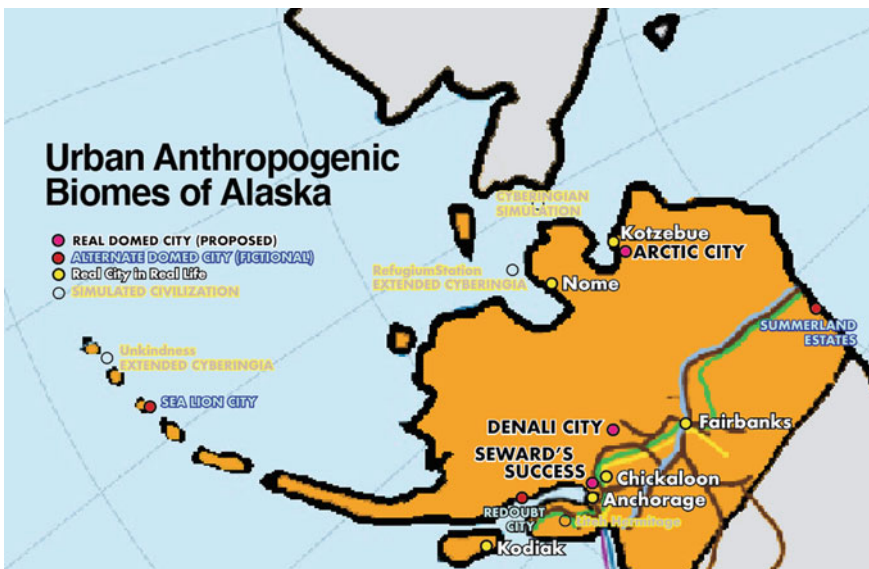 Urban Anthropogenic
Biomes of Alaska
REAL DOMED CITY (PROPOSED)
ALTERNATE DOMED CITY (FICTIONAL)
Real City in Real Life
SIMULATED CIVILIZATION
CYBERINGIAN
SIMULATION
Kotzebue
ARCTIC CITY
RefugiumStation
EXTENDED CYBERINGIA
Nome
SUMMERLAND
ESTATES
Unkindness
EXTENDED CYBERINGIA
SEA LION CITY
DENALI CITY
Fairbanks
SEWARD'S
SUCCESS
Chickaloon
Anchorage
REDOUBT
CITY
Hermitage
Kodiak